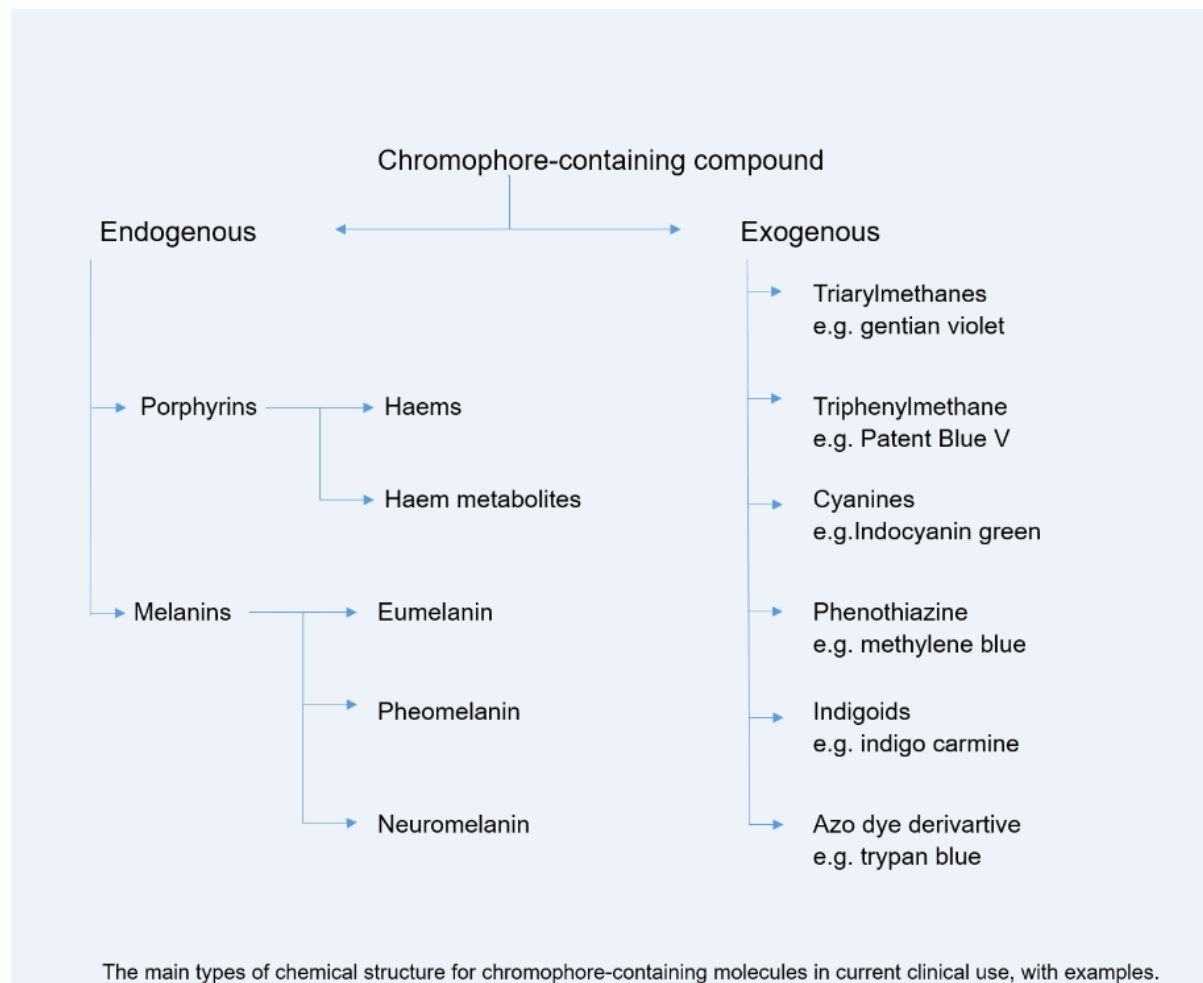 Chromophore-containing compound
Endogenous
Exogenous
Porphyrins
Haems
Haem metabolites
Melanins
Eumelanin
Pheomelanin
Neuromelanin
Triarylmethanes
e.g. gentian violet
Triphenylmethane
e.g. Patent Blue V
Cyanines
e.g.Indocyanin green
Phenothiazine
e.g. methylene blue
Indigoids
e.g. indigo carmine
Azo dye derivartive
e.g. trypan blue
The main types of chemical structure for chromophore-containing molecules in current clinical use, with examples.